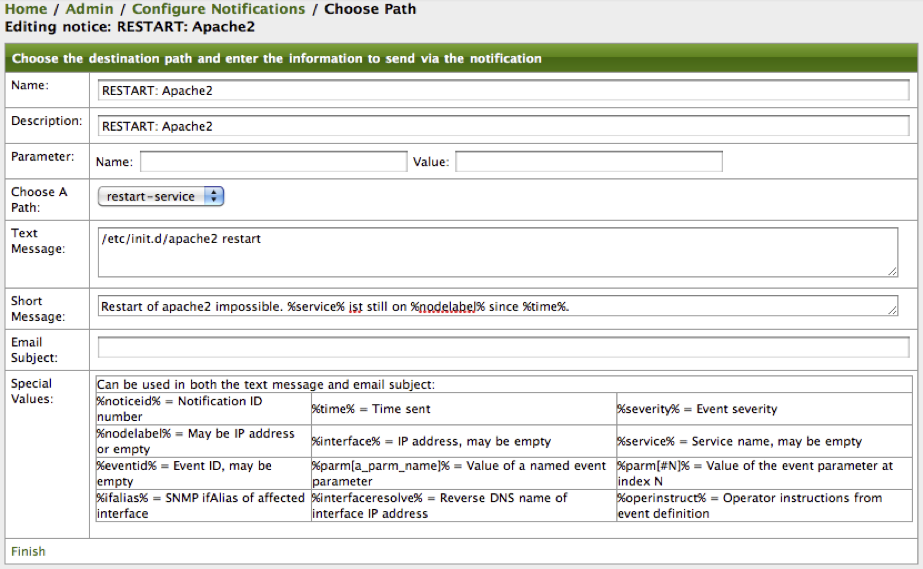 Home / Admin / Configure Notifications / Choose Path
Editing notice: RESTART: Apache2
Choose the destination path and enter the information to send via the notification
Name:
RESTART: Apache2
Description:
RESTART: Apache2
Parameter:
Name:
Value:
Choose A
Path:
restart-service
Text
Message:
/etc/init.d/apache2 restart
Short
Message:
Restart of apache2 impossible. %service% ist still on %nodelabel% since %time%.
Email
Subject:
Special
Values:
Can be used in both the text message and email subject:
%noticeid% = Notification ID
number
%time% = Time sent
%severity% = Event severity
%nodelabel% = May be IP address
or empty
%interface% = IP address, may be empty
%service% = Service name, may be empty
%eventid% = Event ID, may be
empty
%parm[a_parm_name]% = Value of a named event
parameter
%parm[#N]% = Value of the event parameter at
index N
%ifalias% = SNMP ifAlias of affected
interface
%interfaceresolve% = Reverse DNS name of
interface IP address
%operinstruct% = Operator instructions from
event definition
Finish